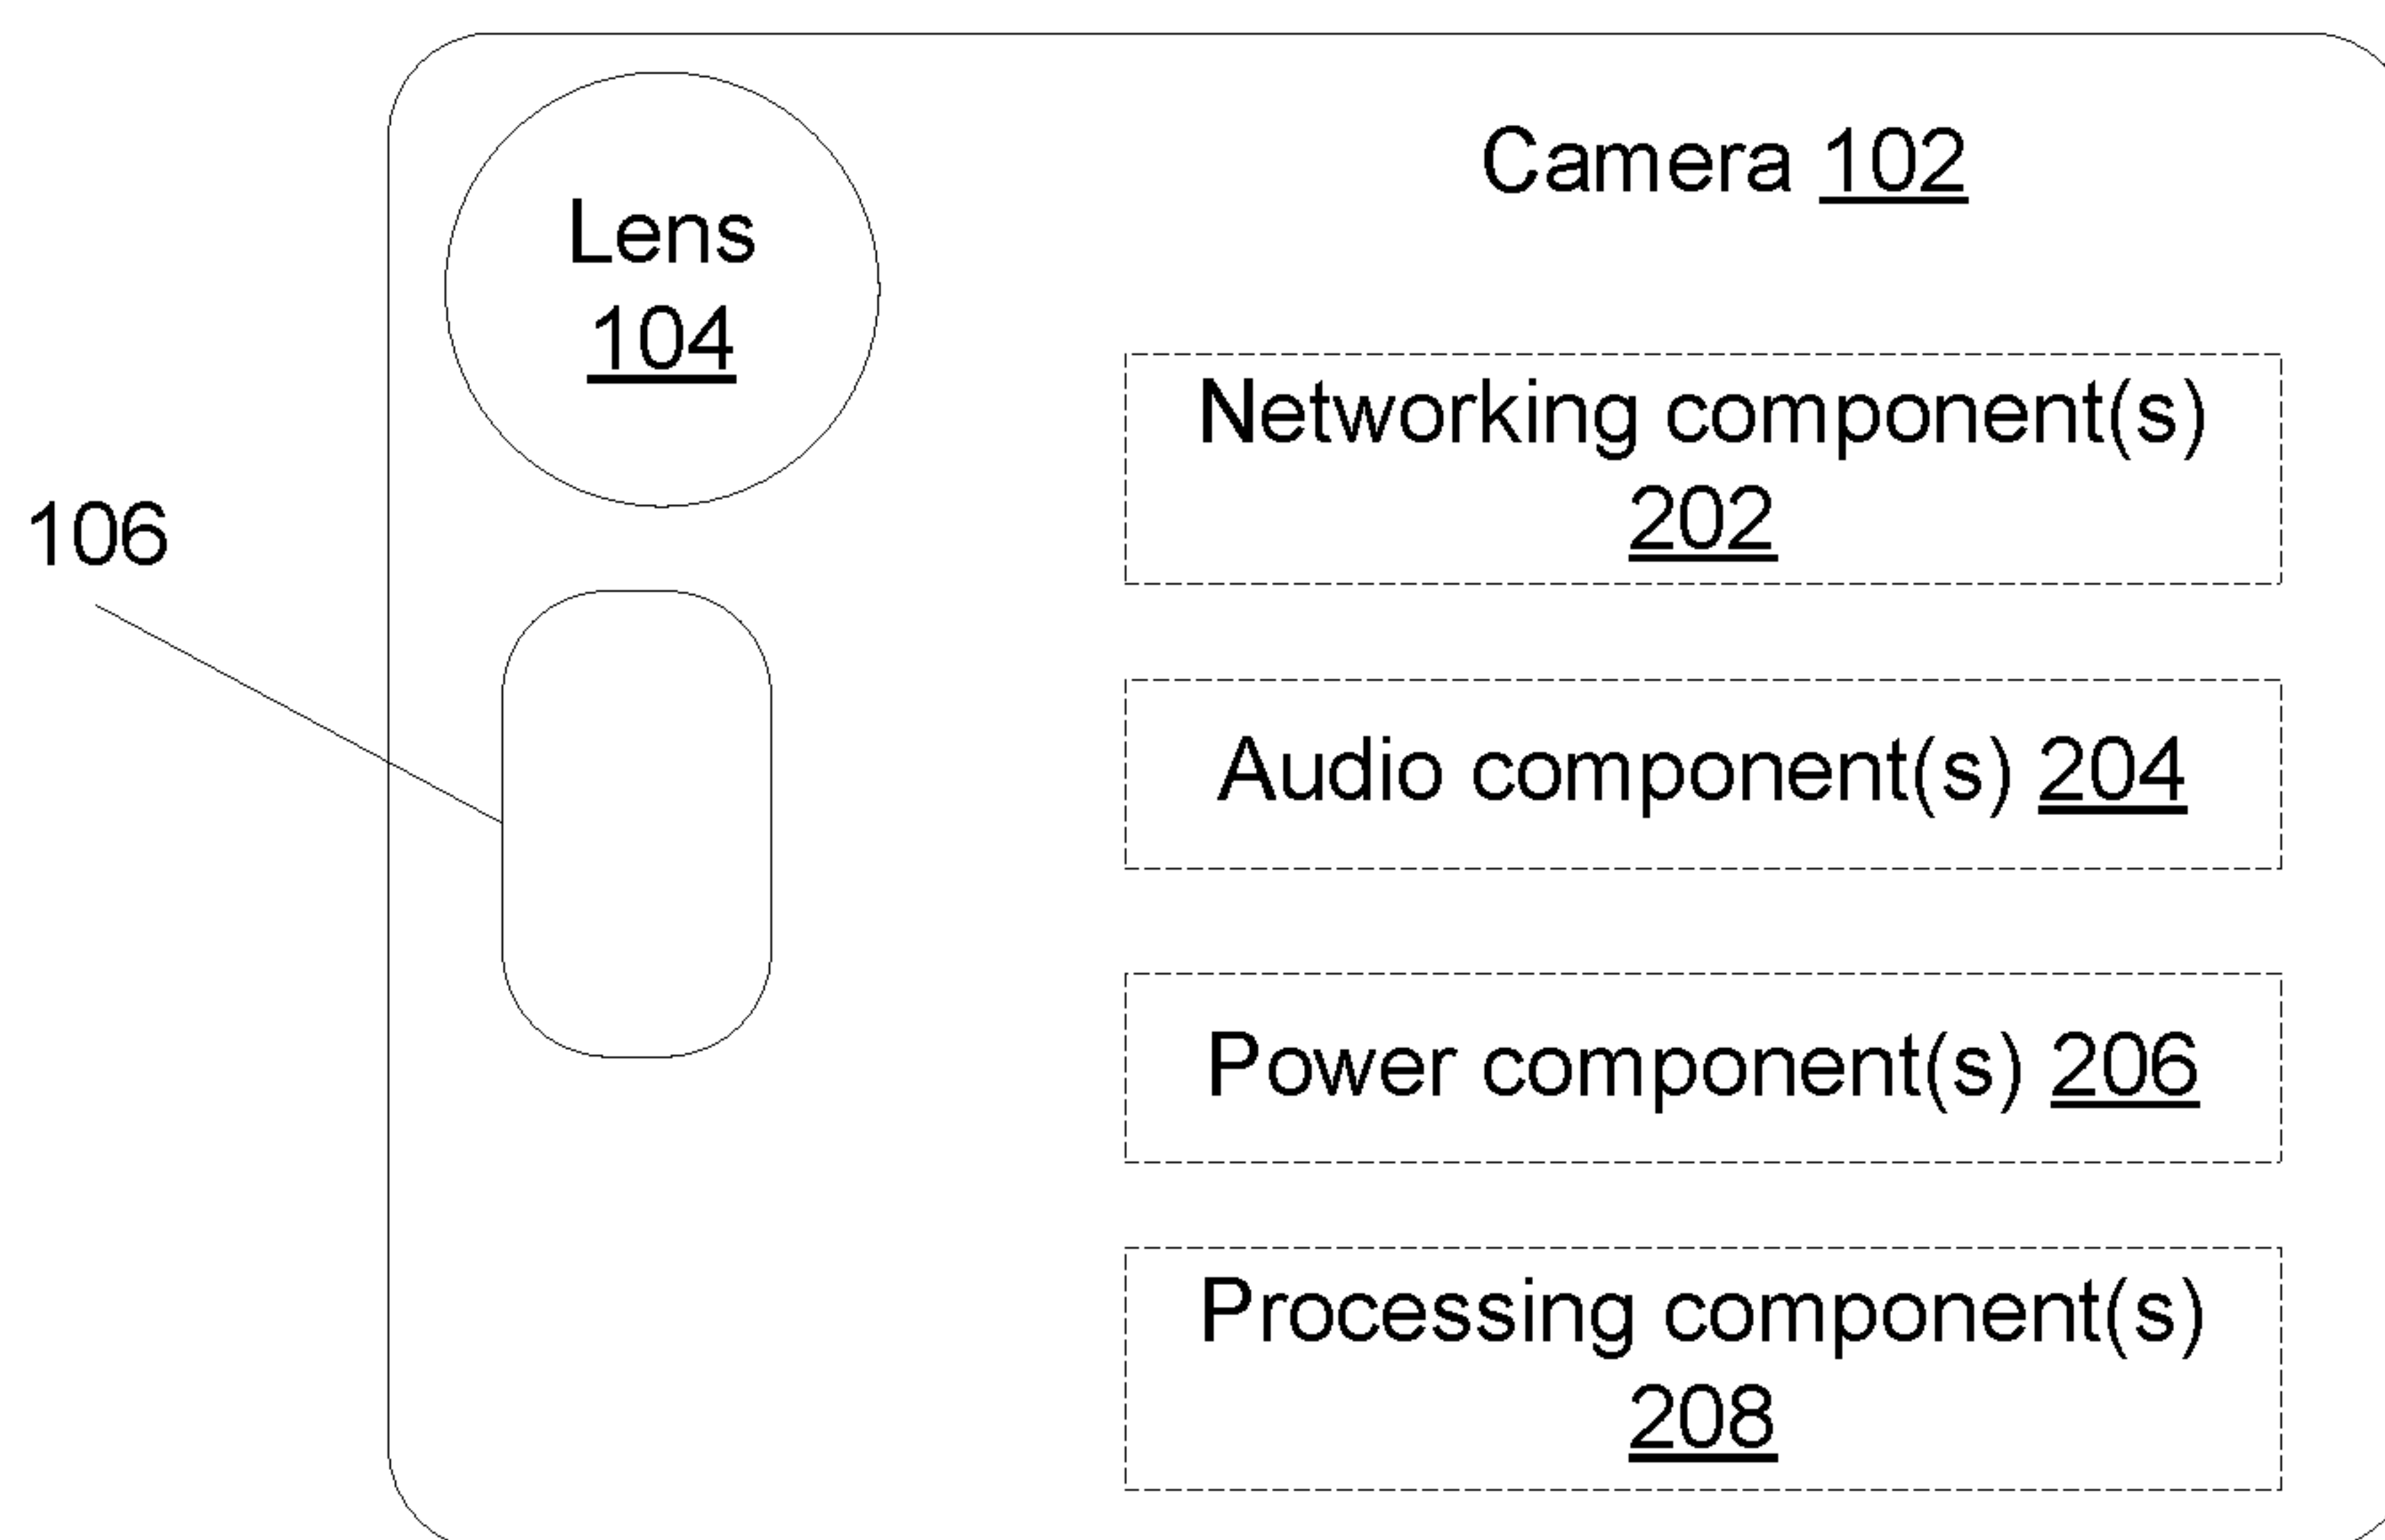 Camera 102
Lens
104
Networking component(s)
202
106
Audio component(s) 204
Power component(s) 206
Processing component(s)
208